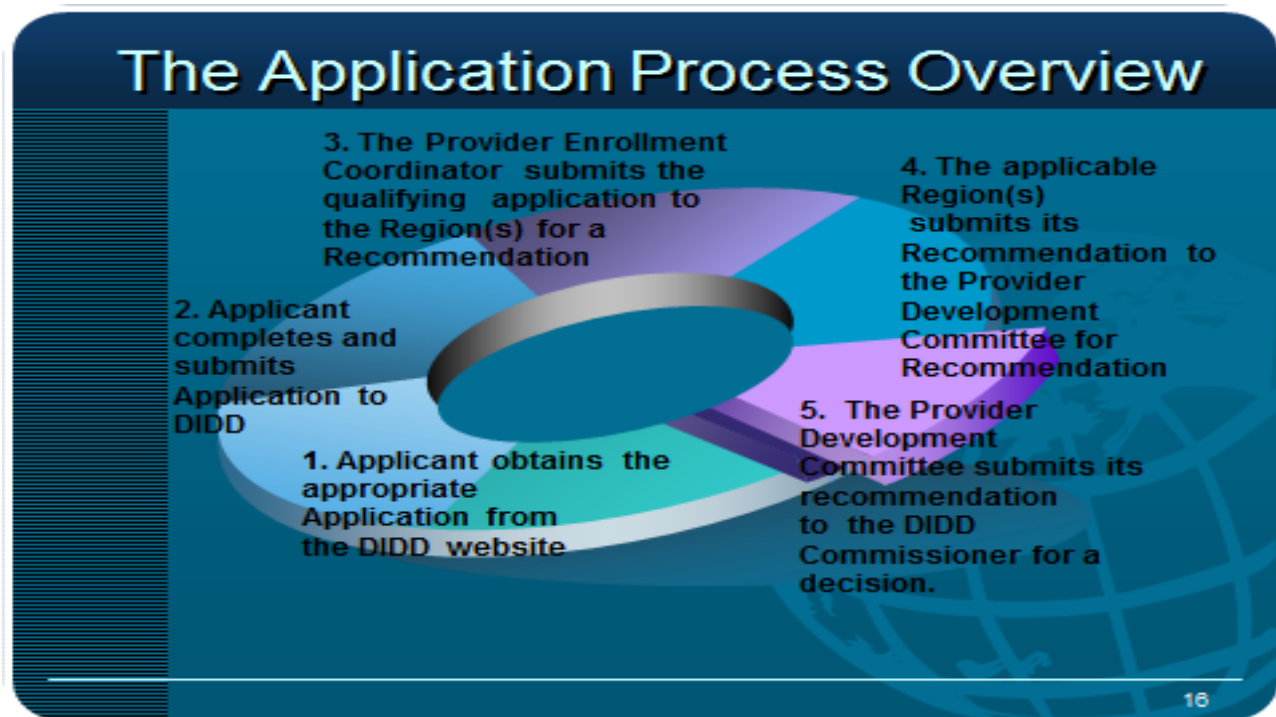 The Application Process Overview
3. The Provider Enrollment
Coordinator submits the
qualifying application to
the Region(s) for a
Recommendation
4. The applicable
Region(s)
submits its
Recommendation to
the Provider
Development
Committee for
Recommendation
2. Applicant
completes and
submits
Application to
DIDD
5. The Provider
Development
Committee submits its
recommendation
to the DIDD
Commissioner for a
decision.
1. Applicant obtains the
appropriate
Application from
the DIDD website
16